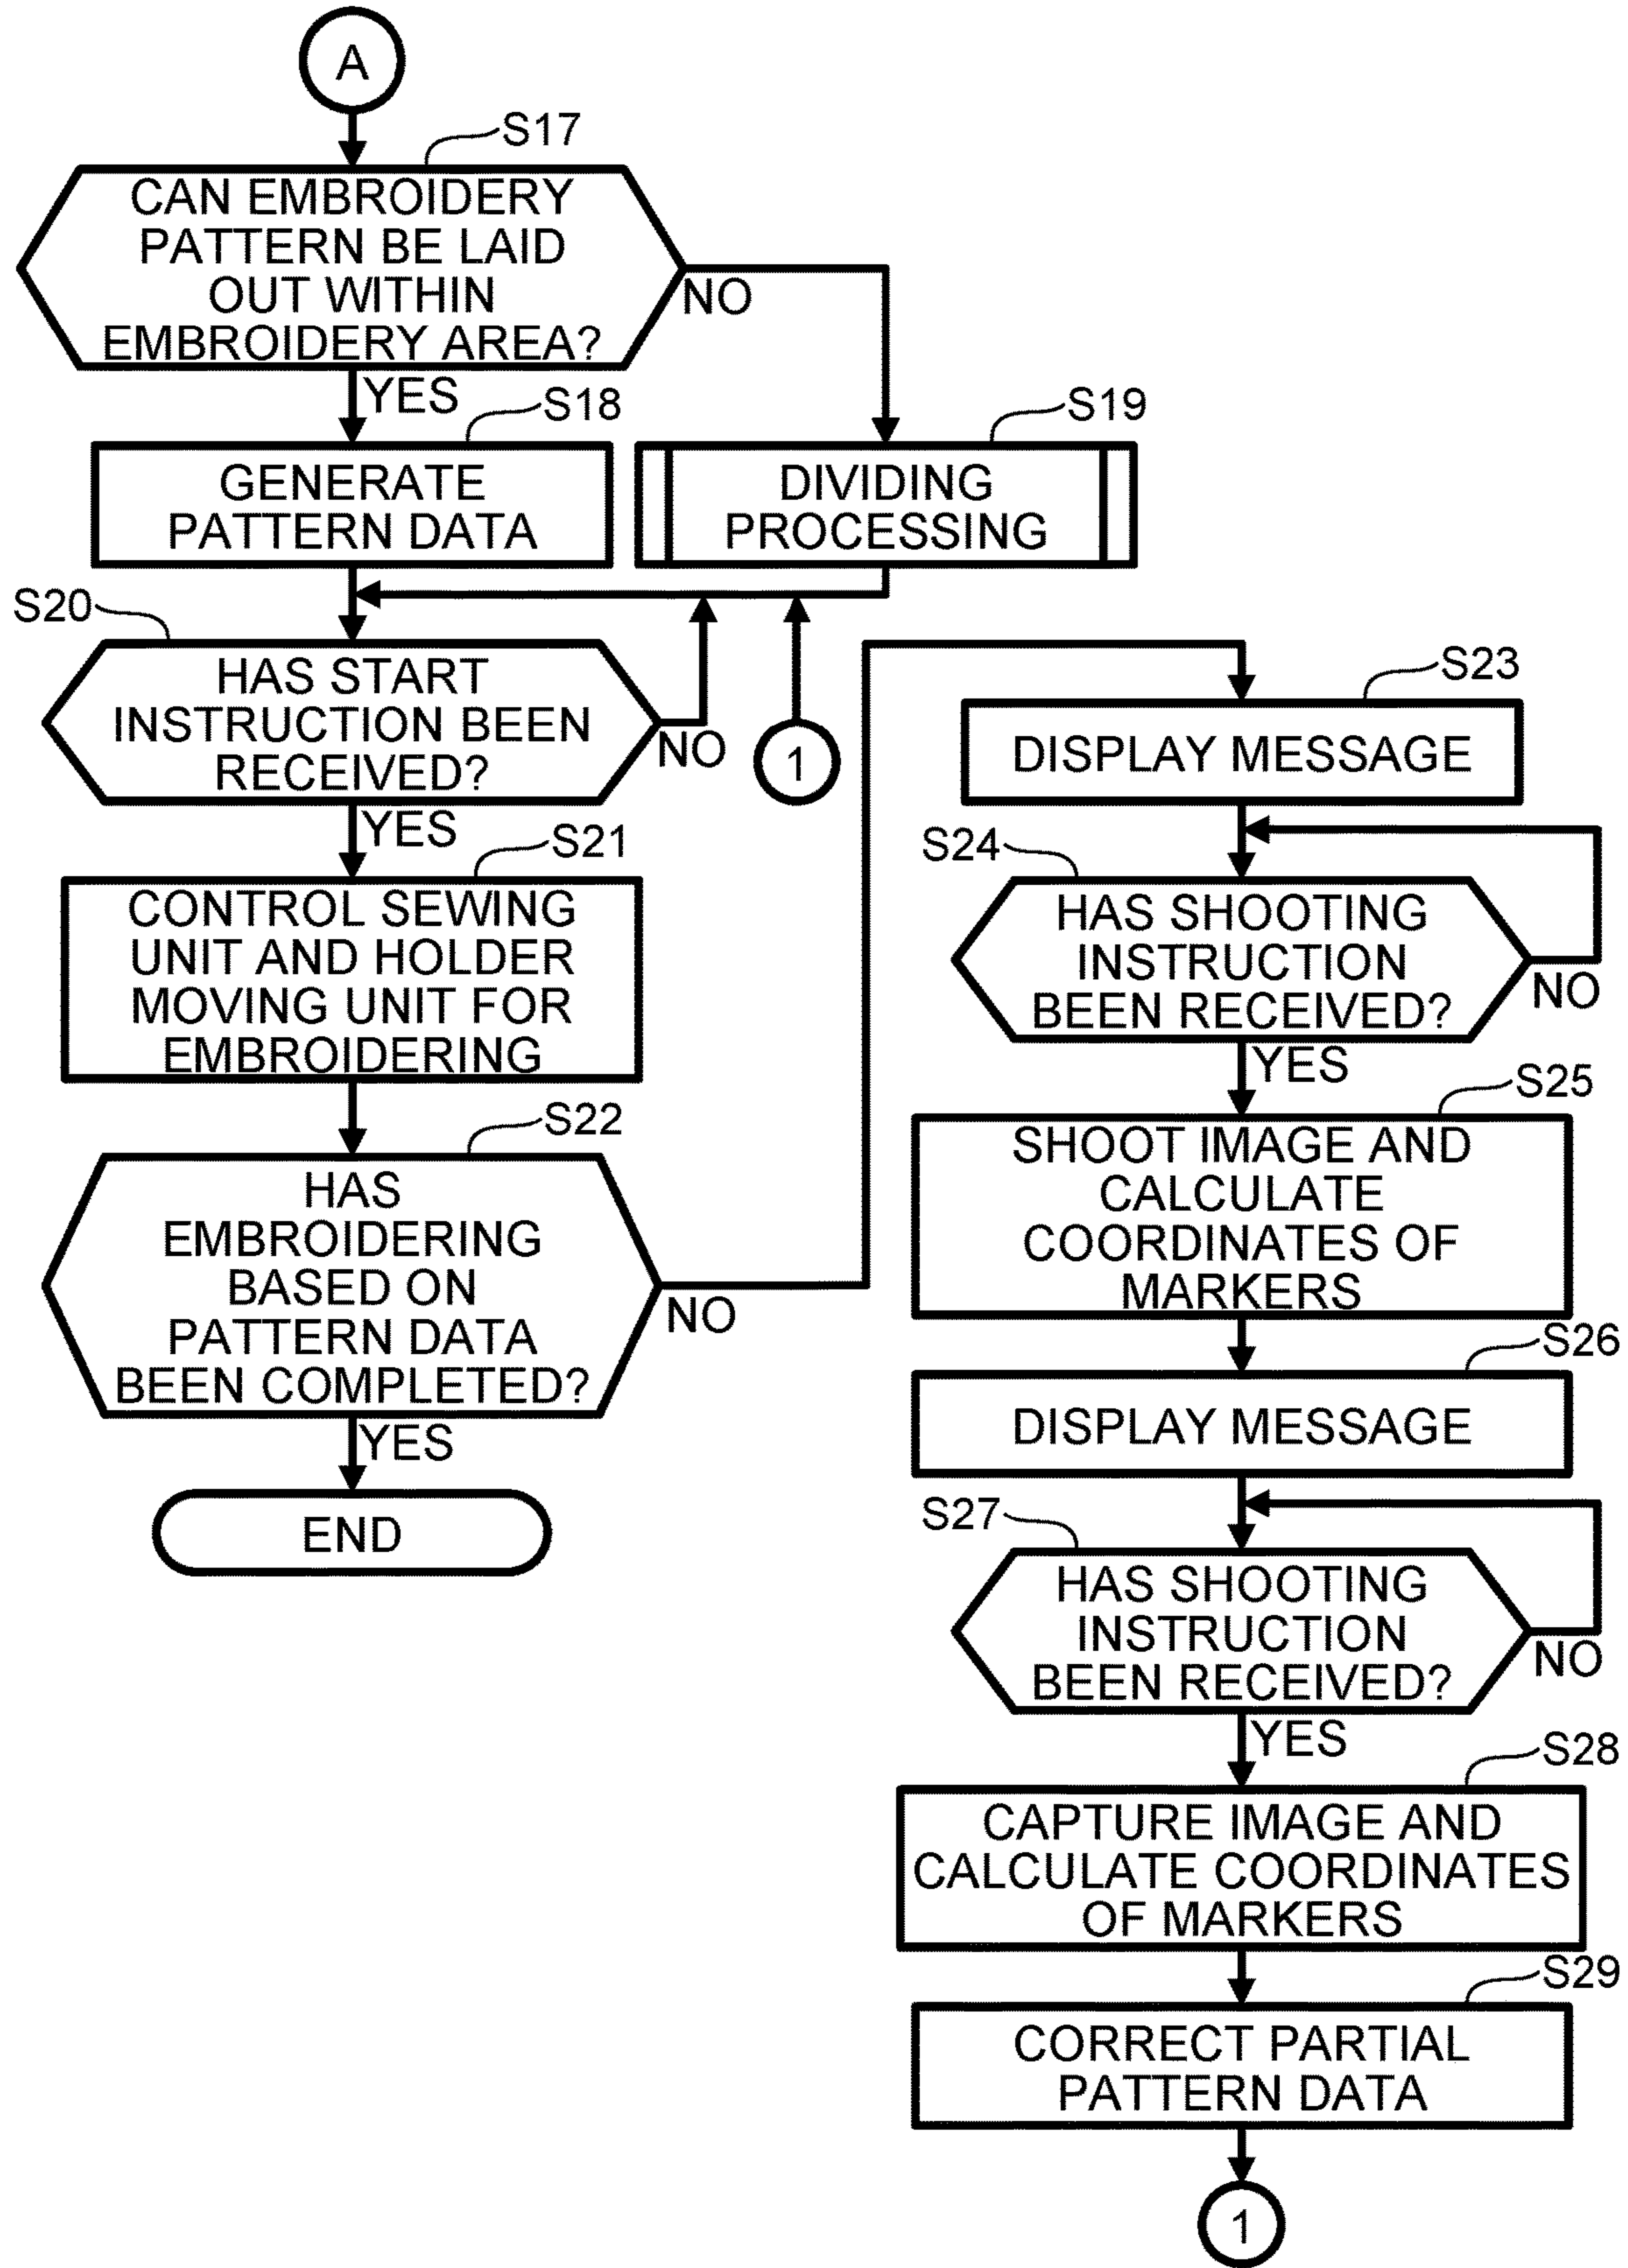 A
S17
CAN EMBROIDERY
PATTERN BE LAID
OUT WITHIN
EMBROIDERY AREA?
NO
YES
S18
GENERATE
PATTERN DATA
S19
DIVIDING
PROCESSING
S20
HAS START
INSTRUCTION BEEN
RECEIVED?
NO
1
YES
S21
CONTROL SEWING
UNIT AND HOLDER
MOVING UNIT FOR
EMBROIDERING
S22
HAS
EMBROIDERING
BASED ON
PATTERN DATA
BEEN COMPLETED?
NO
YES
END
S23
DISPLAY MESSAGE
S24
HAS SHOOTING
INSTRUCTION
BEEN RECEIVED?
NO
YES
S25
SHOOT IMAGE AND
CALCULATE
COORDINATES OF
MARKERS
S26
DISPLAY MESSAGE
S27
HAS SHOOTING
INSTRUCTION
BEEN RECEIVED?
NO
YES
S28
CAPTURE IMAGE AND
CALCULATE COORDINATES
OF MARKERS
S29
CORRECT PARTIAL
PATTERN DATA
1